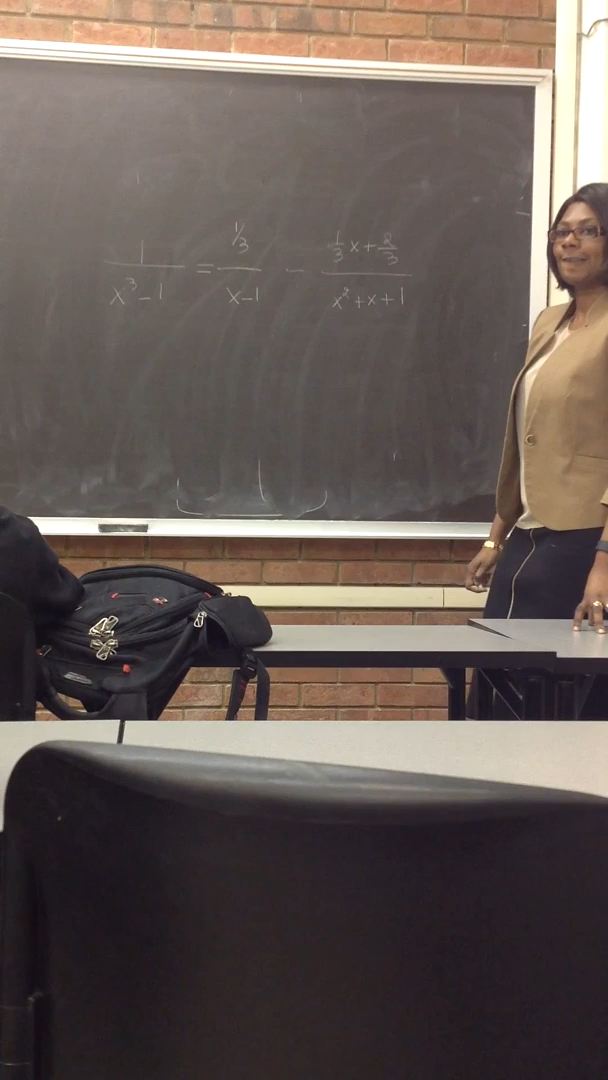 1/(x³-1) = (1/3)/(x-1) - (1/3 x + 2/3)/(x²+x+1)